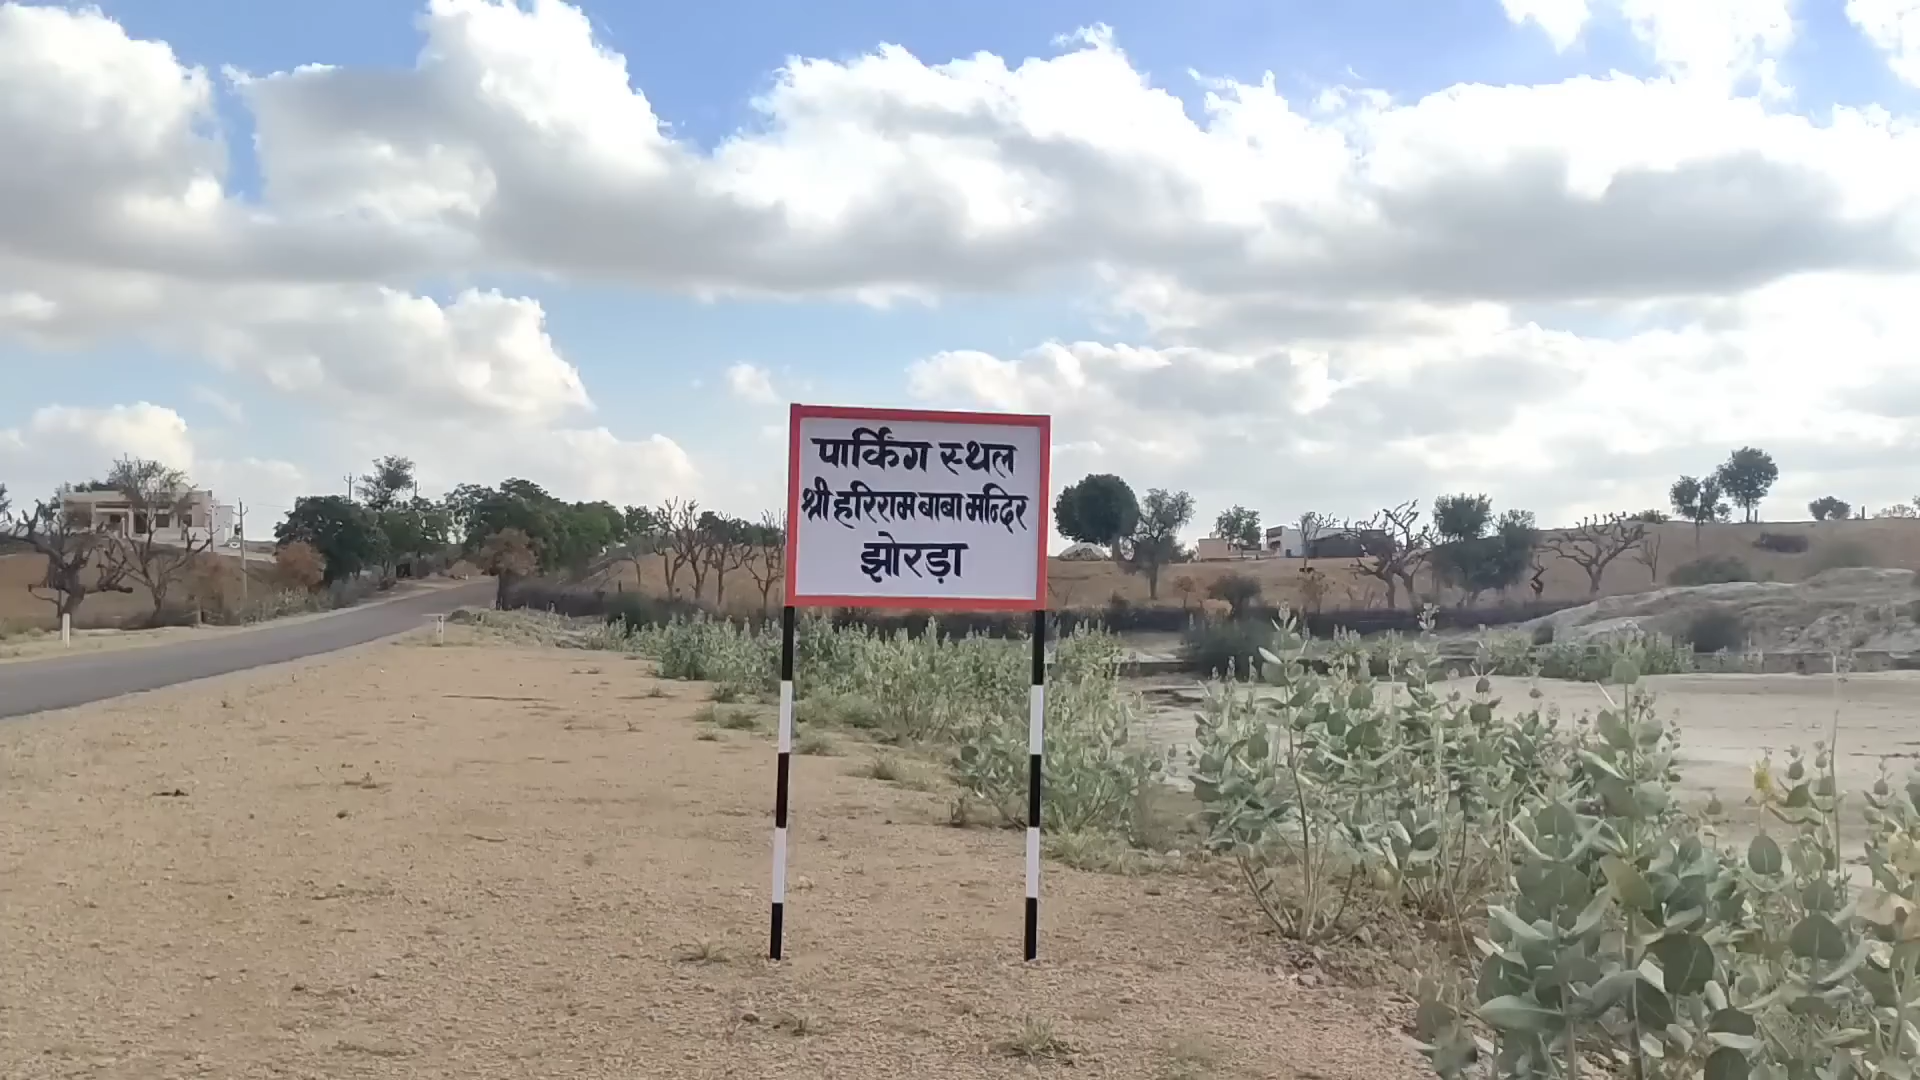 पार्किंग स्थल
श्री हरिराम बाबा मन्दिर
झोरड़ा